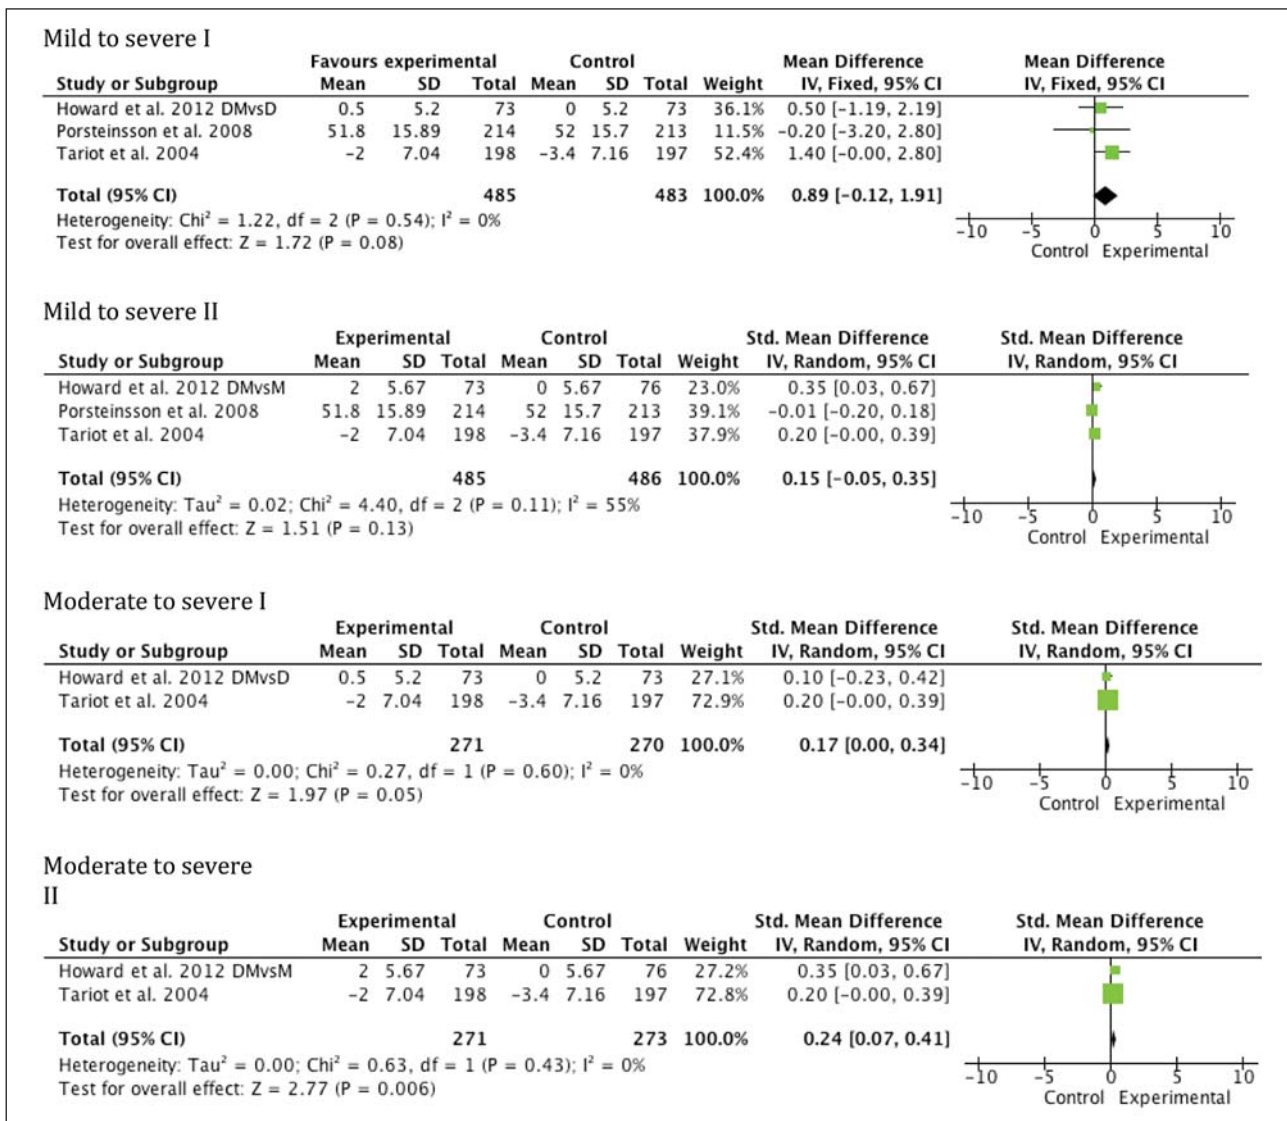 Mild to severe I
Favours experimental Control Mean Difference Mean Difference
Study or Subgroup Mean SD Total Mean SD Total Weight IV, Fixed, 95% CI IV, Fixed, 95% CI
Howard et al. 2012 DMvsD 0.5 5.2 73 0 5.2 73 36.1% 0.50 [-1.19, 2.19]
Porsteinsson et al. 2008 51.8 15.89 214 52 15.7 213 11.5% -0.20 [-3.20, 2.80]
Tariot et al. 2004 -2 7.04 198 -3.4 7.16 197 52.4% 1.40 [-0.00, 2.80]
Total (95% CI) 485 483 100.0% 0.89 [-0.12, 1.91]
Heterogeneity: Chi² = 1.22, df = 2 (P = 0.54); I² = 0%
Test for overall effect: Z = 1.72 (P = 0.08)
-10 -5 0 5 10
Control Experimental
Mild to severe II
Experimental Control Std. Mean Difference Std. Mean Difference
Study or Subgroup Mean SD Total Mean SD Total Weight IV, Random, 95% CI IV, Random, 95% CI
Howard et al. 2012 DMvsM 2 5.67 73 0 5.67 76 23.0% 0.35 [0.03, 0.67]
Porsteinsson et al. 2008 51.8 15.89 214 52 15.7 213 39.1% -0.01 [-0.20, 0.18]
Tariot et al. 2004 -2 7.04 198 -3.4 7.16 197 37.9% 0.20 [-0.00, 0.39]
Total (95% CI) 485 486 100.0% 0.15 [-0.05, 0.35]
Heterogeneity: Tau² = 0.02; Chi² = 4.40, df = 2 (P = 0.11); I² = 55%
Test for overall effect: Z = 1.51 (P = 0.13)
-10 -5 0 5 10
Control Experimental
Moderate to severe I
Experimental Control Std. Mean Difference Std. Mean Difference
Study or Subgroup Mean SD Total Mean SD Total Weight IV, Random, 95% CI IV, Random, 95% CI
Howard et al. 2012 DMvsD 0.5 5.2 73 0 5.2 73 27.1% 0.10 [-0.23, 0.42]
Tariot et al. 2004 -2 7.04 198 -3.4 7.16 197 72.9% 0.20 [-0.00, 0.39]
Total (95% CI) 271 270 100.0% 0.17 [0.00, 0.34]
Heterogeneity: Tau² = 0.00; Chi² = 0.27, df = 1 (P = 0.60); I² = 0%
Test for overall effect: Z = 1.97 (P = 0.05)
-10 -5 0 5 10
Control Experimental
Moderate to severe
II
Experimental Control Std. Mean Difference Std. Mean Difference
Study or Subgroup Mean SD Total Mean SD Total Weight IV, Random, 95% CI IV, Random, 95% CI
Howard et al. 2012 DMvsM 2 5.67 73 0 5.67 76 27.2% 0.35 [0.03, 0.67]
Tariot et al. 2004 -2 7.04 198 -3.4 7.16 197 72.8% 0.20 [-0.00, 0.39]
Total (95% CI) 271 273 100.0% 0.24 [0.07, 0.41]
Heterogeneity: Tau² = 0.00; Chi² = 0.63, df = 1 (P = 0.43); I² = 0%
Test for overall effect: Z = 2.77 (P = 0.006)
-10 -5 0 5 10
Control Experimental